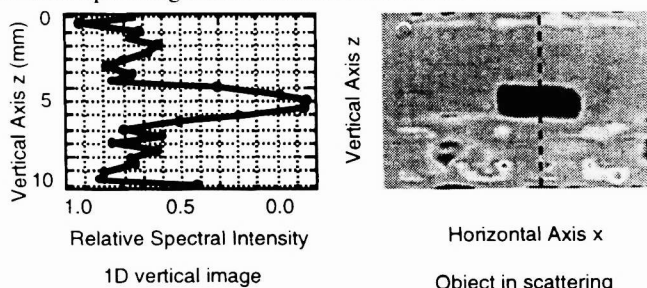 0
5
10
Vertical Axis z (mm)
1.0 0.5 0.0
Relative Spectral Intensity
1D vertical image
Vertical Axis z
Horizontal Axis x
Object in scattering